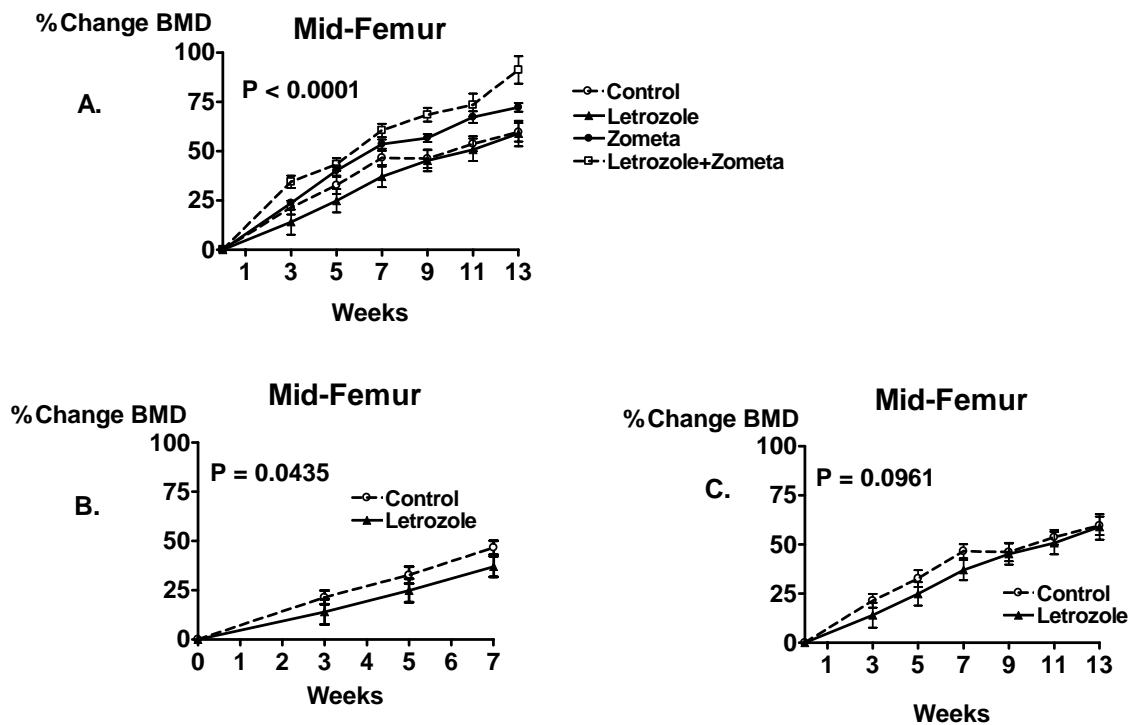 %Change BMD
Mid-Femur
100
75
50
25
0
A.
P < 0.0001
Control
Letrozole
Zometa
Letrozole+Zometa
1 3 5 7 9 11 13
Weeks
Mid-Femur
%Change BMD
100
75
50
25
0
B.
P = 0.0435
Control
Letrozole
0 1 2 3 4 5 6 7
Weeks
Mid-Femur
%Change BMD
100
75
50
25
0
C.
P = 0.0961
Control
Letrozole
1 3 5 7 9 11 13
Weeks